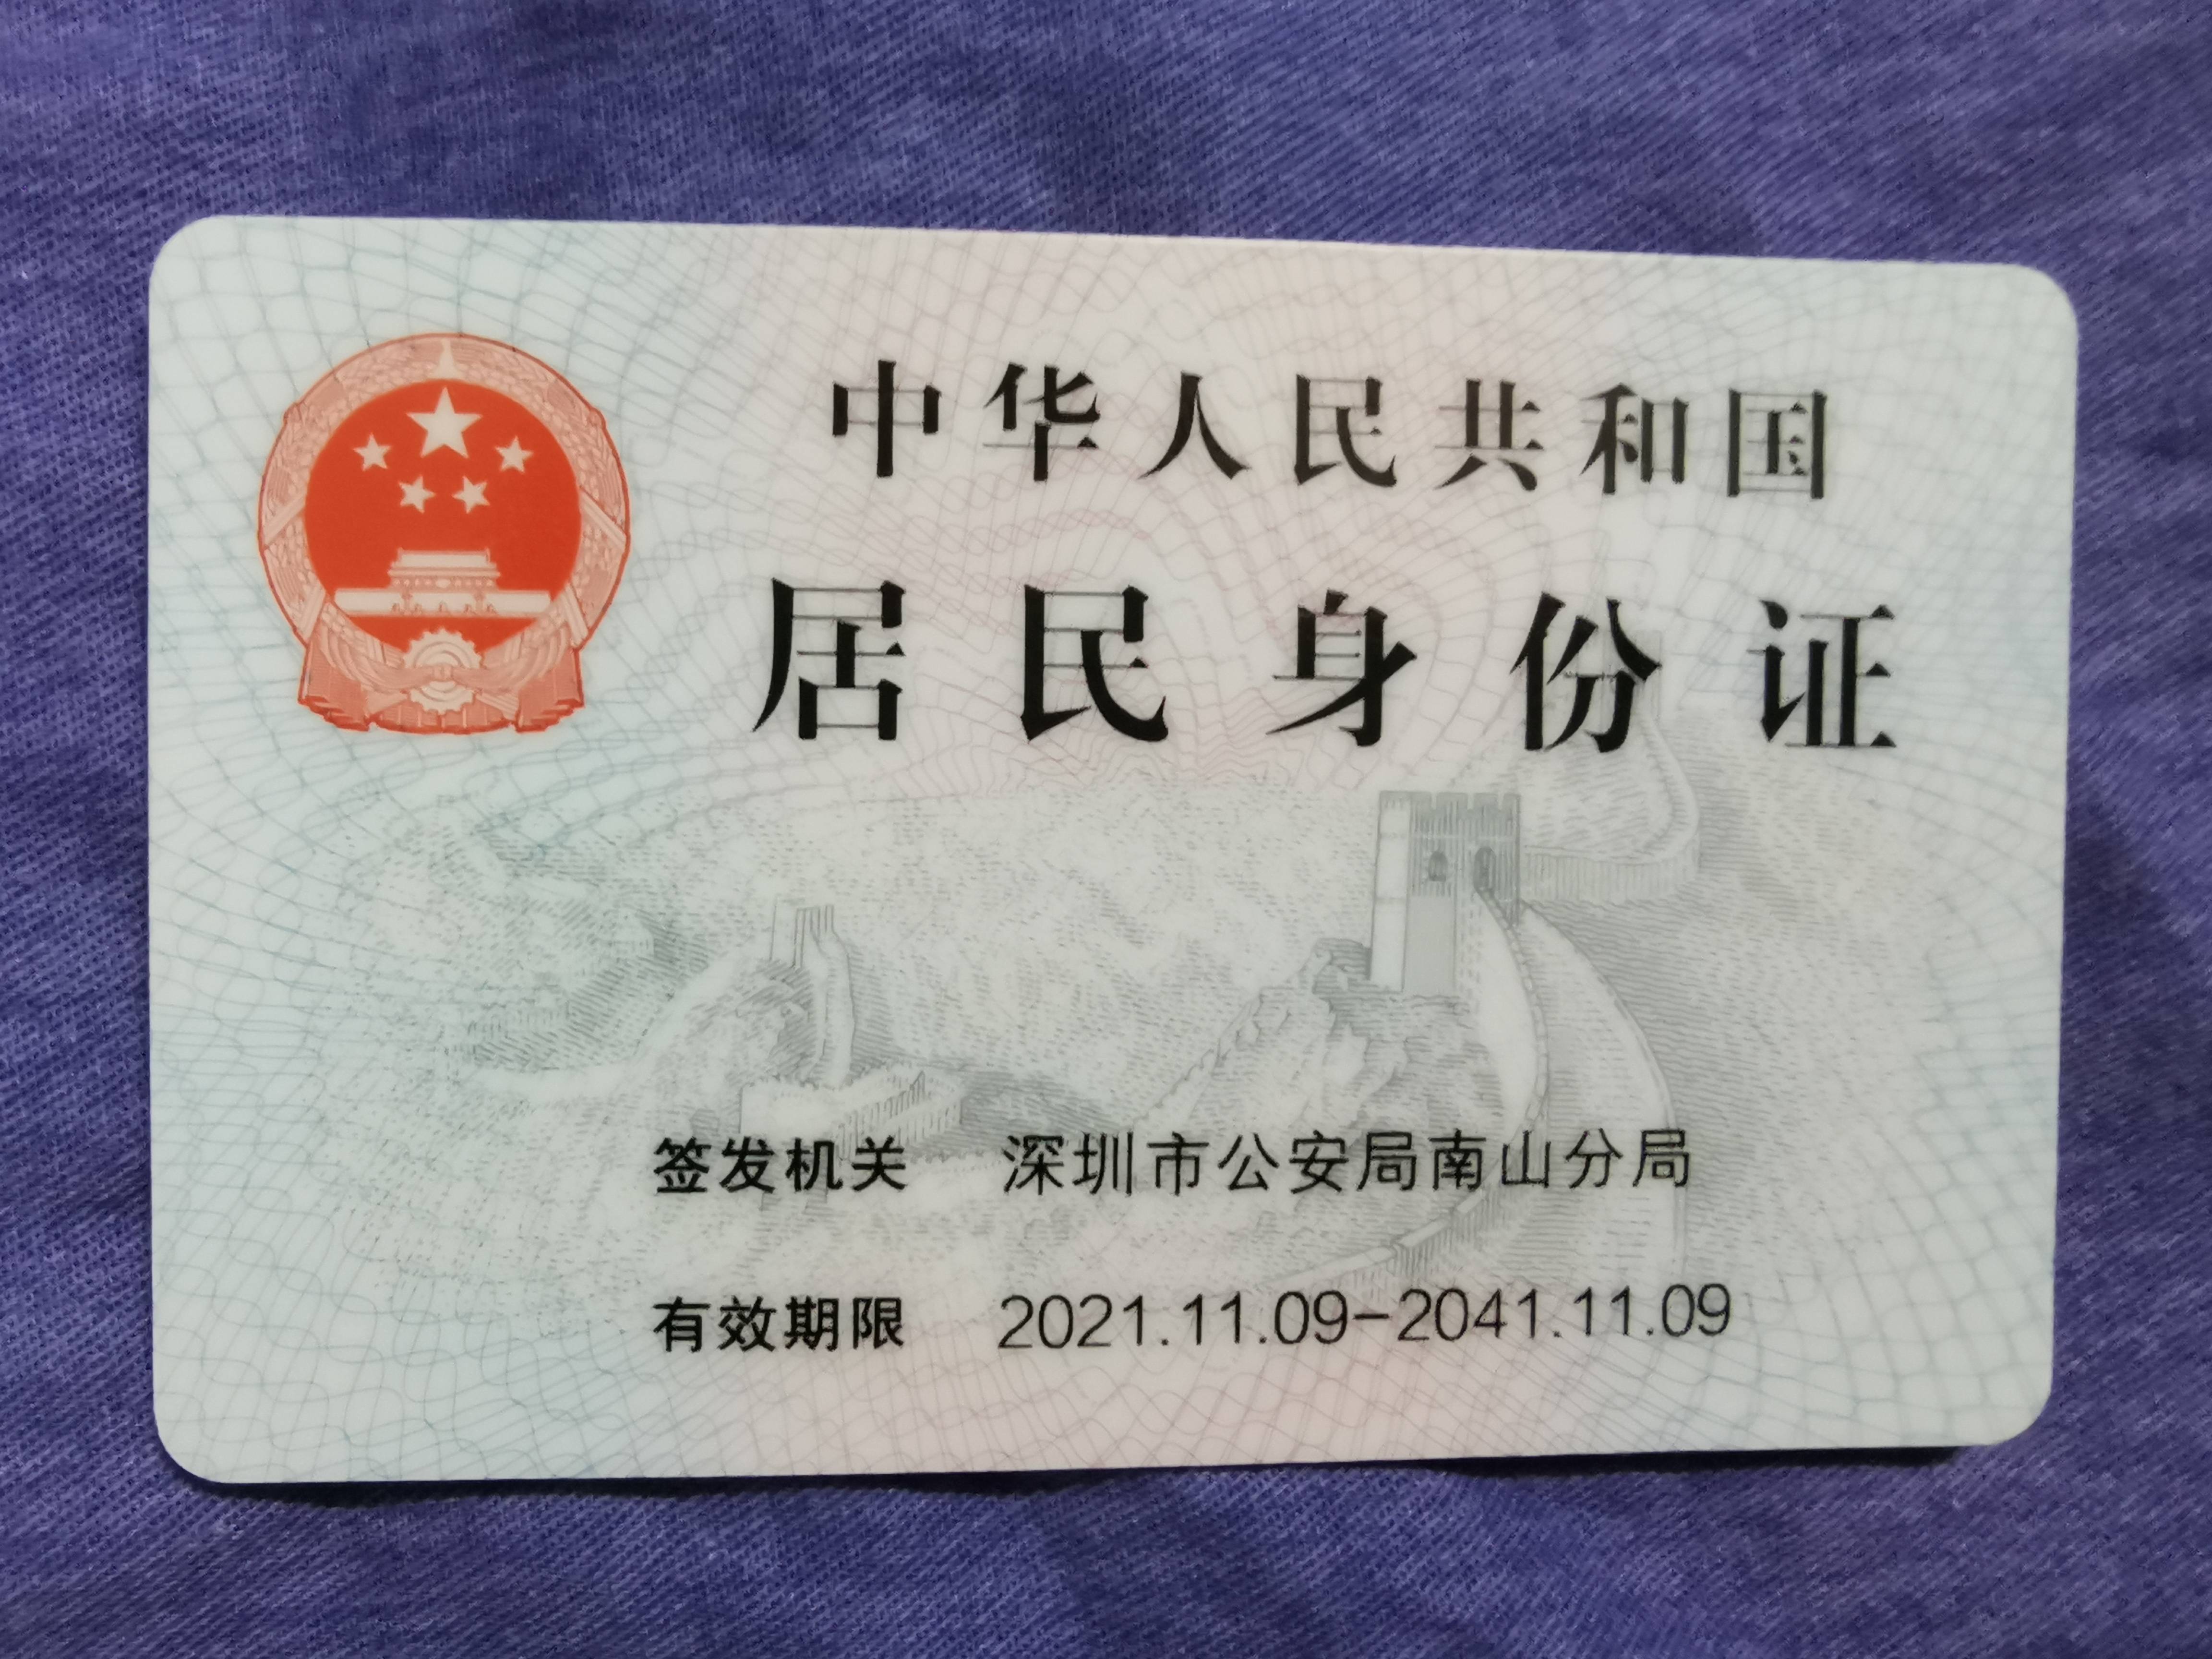 中华人民共和国
居民身份证
签发机关 深圳市公安局南山分局
有效期限 2021.11.09-2041.11.09